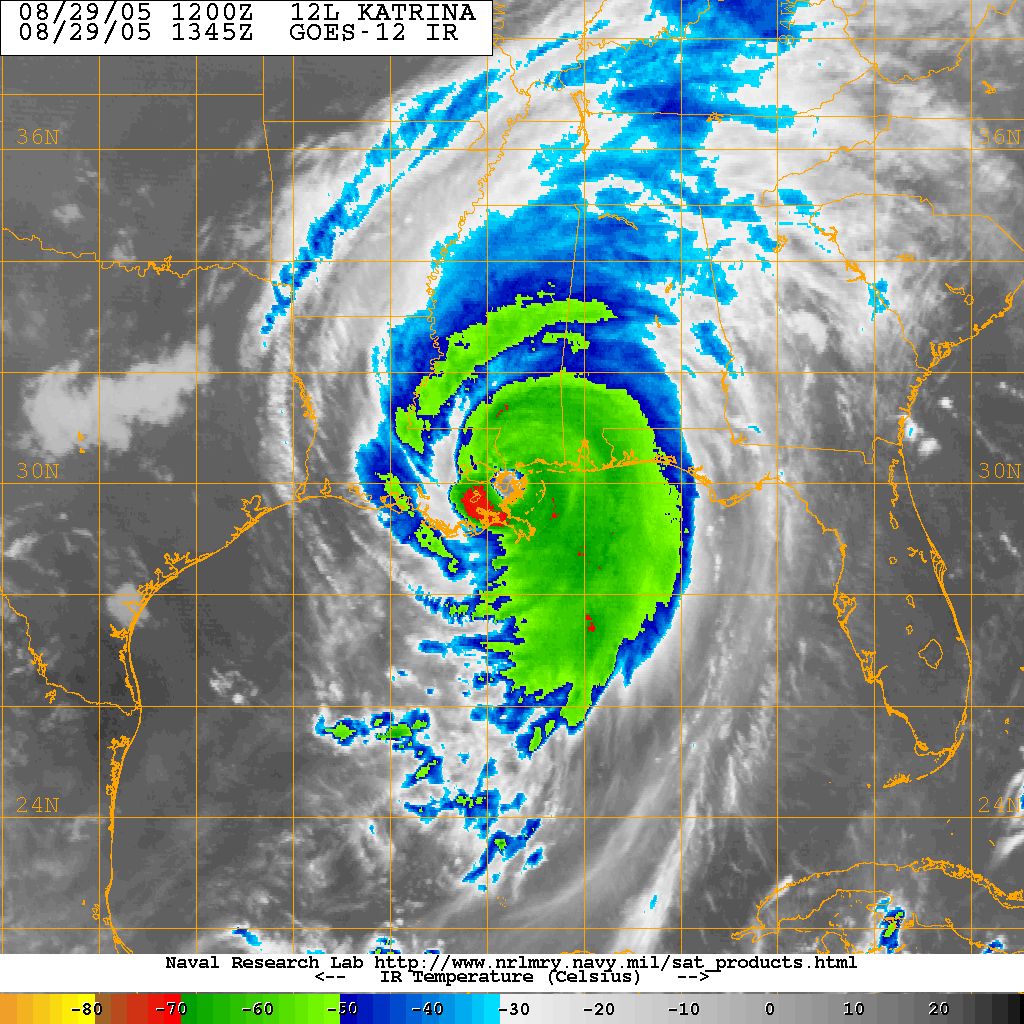 08/29/05 1200Z 12L KATRINA
08/29/05 1345Z GOES-12 IR
36N 36N
30N 30N
24N 24N
Naval Research Lab http://www.nrlmry.navy.mil/sat_products.html
<-- IR Temperature (Celsius) -->
-80 -70 -60 -50 -40 -30 -20 -10 0 10 20